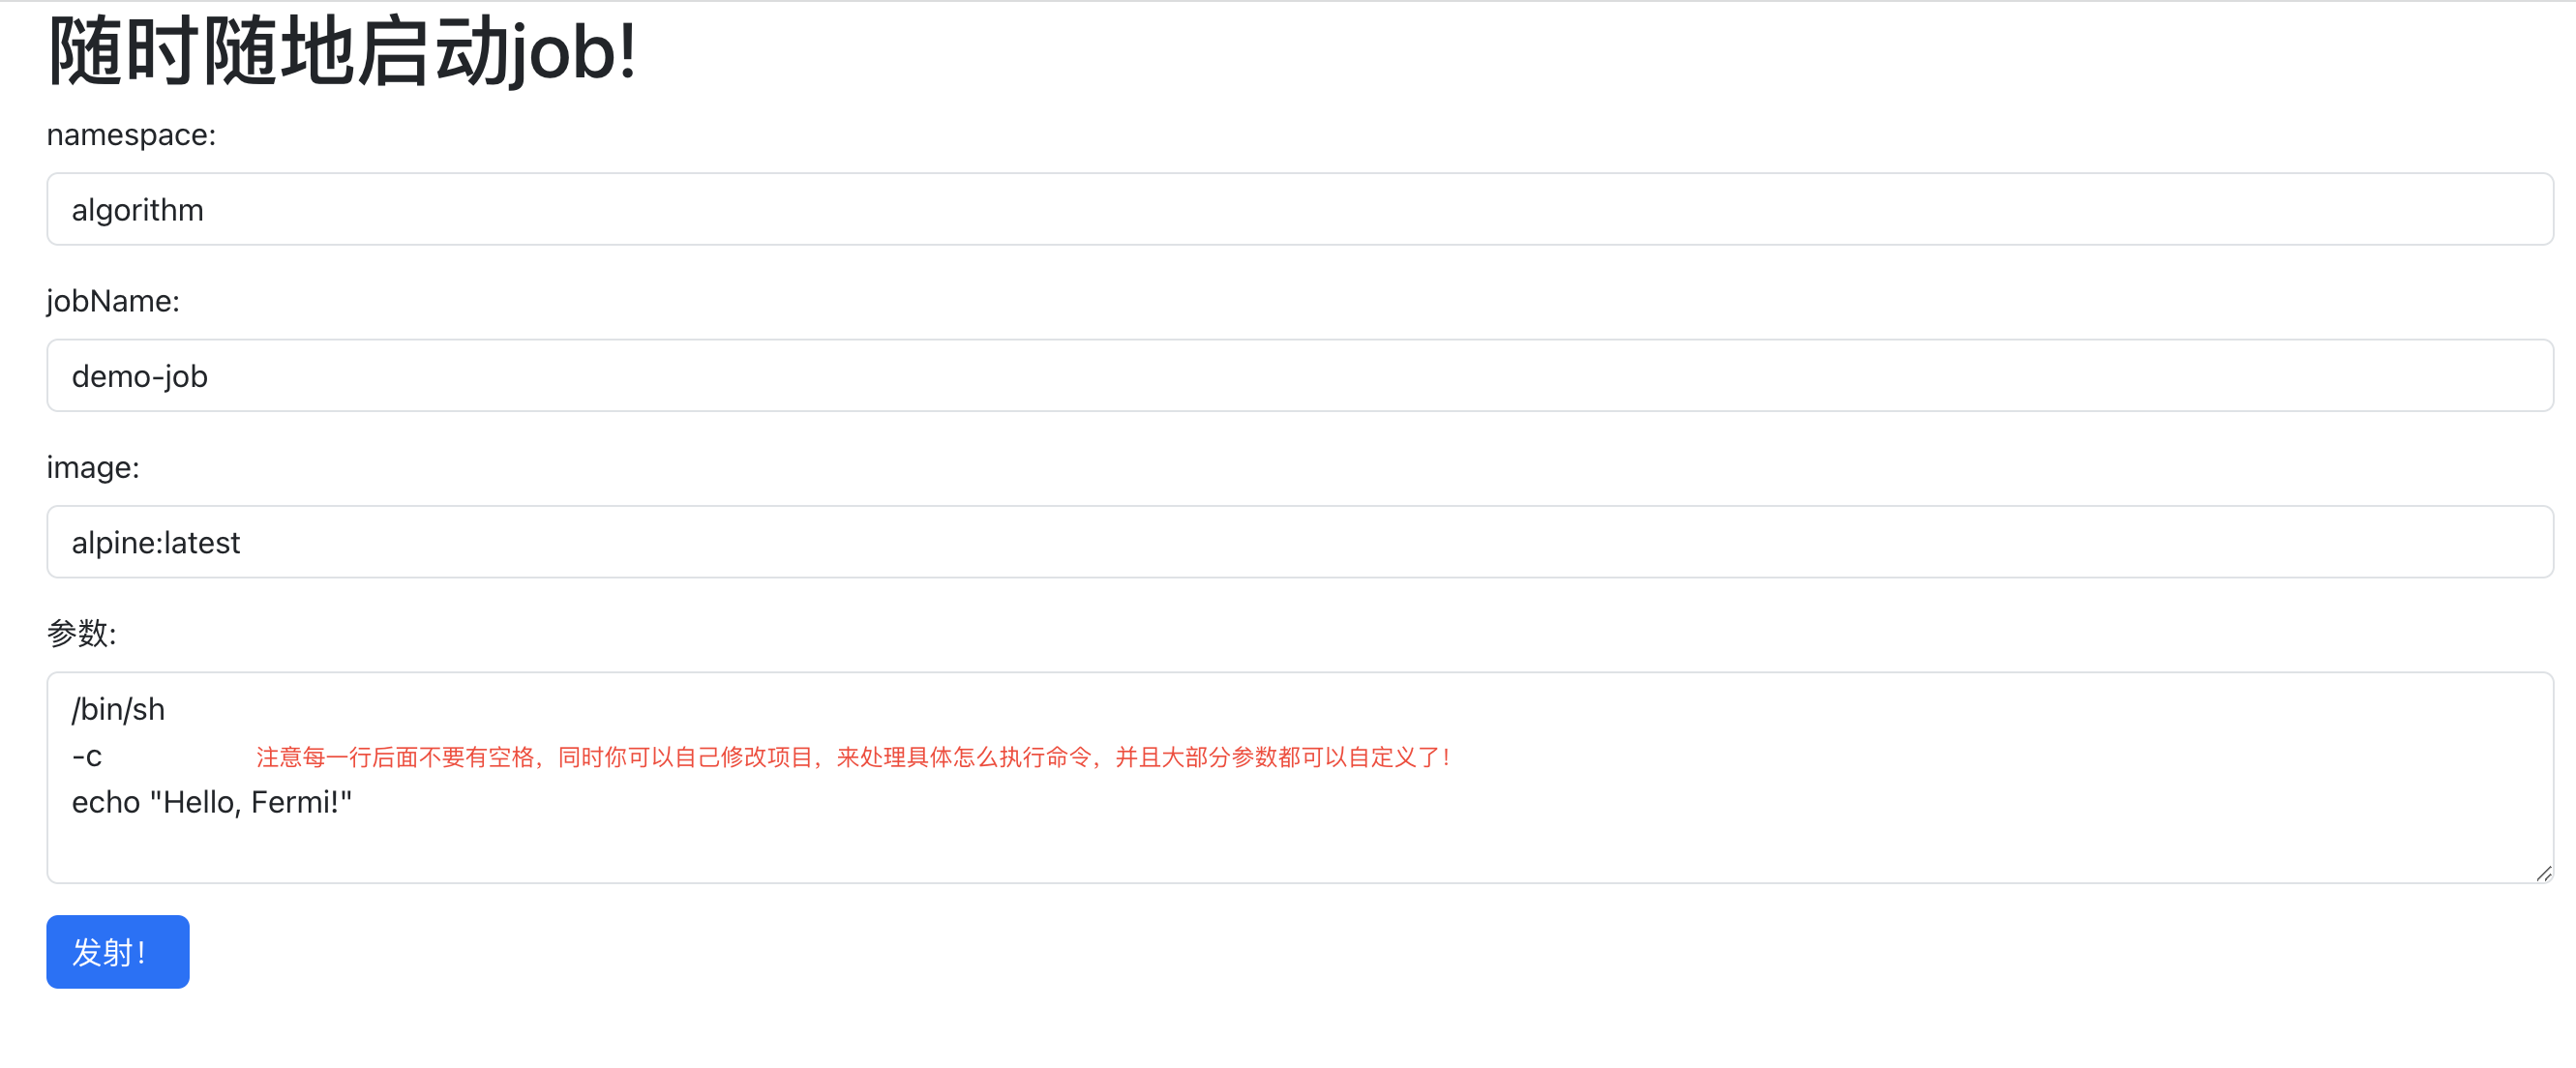 随时随地启动job!
namespace:
algorithm
jobName:
demo-job
image:
alpine:latest
参数:
/bin/sh
-c 注意每一行后面不要有空格，同时你可以自己修改项目，来处理具体怎么执行命令，并且大部分参数都可以自定义了！
echo "Hello, Fermi!"
发射！